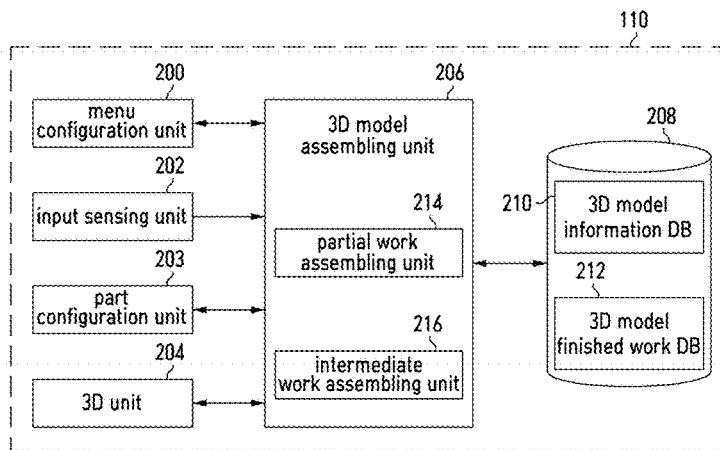 110
200
menu
configuration unit
202
input sensing unit
203
part
configuration unit
204
3D unit
206
3D model
assembling unit
214
partial work
assembling unit
216
intermediate
work assembling unit
208
210
3D model
information DB
212
3D model
finished work DB